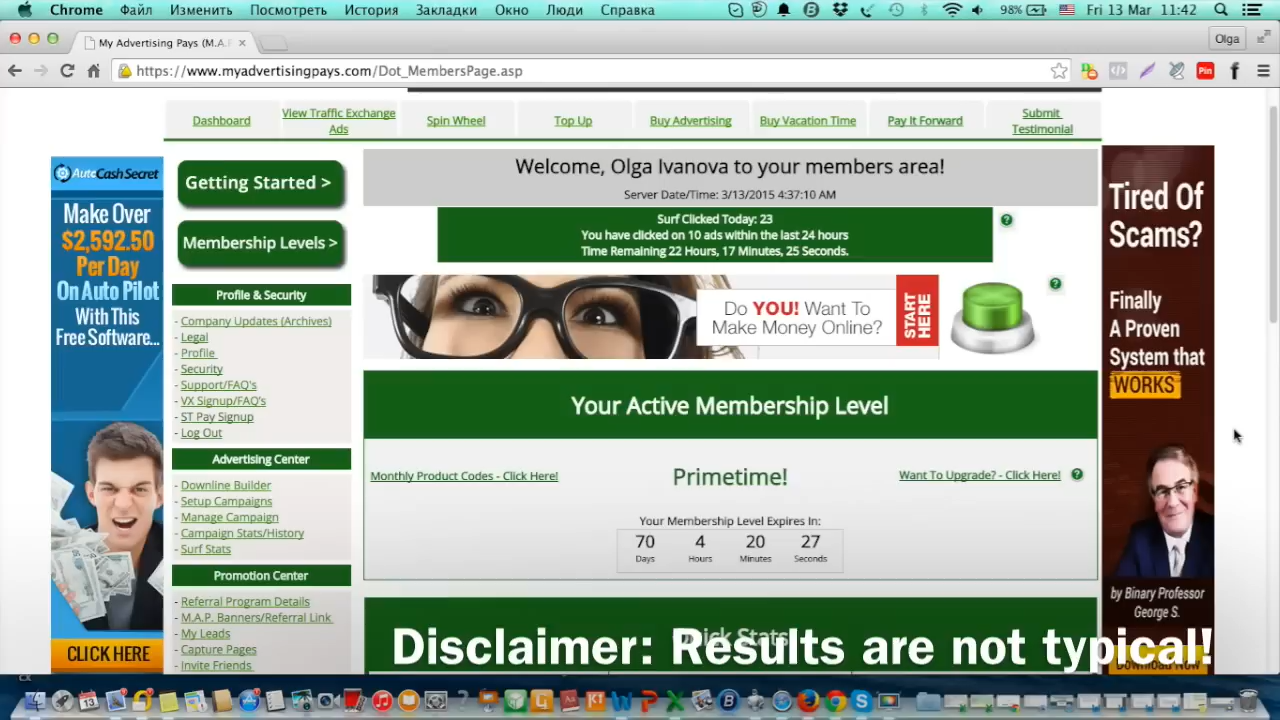 Chrome Файл Изменить Посмотреть История Закладки Окно Люди Справка 98% Fri 13 Mar 11:42
My Advertising Pays (M.A.P Olga
https://www.myadvertisingpays.com/Dot_MembersPage.asp
Pin
Dashboard
View Traffic Exchange
Ads
Spin Wheel
Top Up
Buy Advertising
Buy Vacation Time
Pay It Forward
Submit
Testimonial
AutoCashSecret
Make Over
$2,592.50
Per Day
On Auto Pilot
With This
Free Software...
CLICK HERE
Getting Started >
Membership Levels >
Profile & Security
- Company Updates (Archives)
- Legal
- Profile
- Security
- Support/FAQ's
- VX Signup/FAQ's
- ST Pay Signup
- Log Out
Advertising Center
- Downline Builder
- Setup Campaigns
- Manage Campaign
- Campaign Stats/History
- Surf Stats
Promotion Center
- Referral Program Details
- M.A.P. Banners/Referral Link
- My Leads
- Capture Pages
- Invite Friends
Welcome, Olga Ivanova to your members area!
Server Date/Time: 3/13/2015 4:37:10 AM
Surf Clicked Today: 23
You have clicked on 10 ads within the last 24 hours
Time Remaining 22 Hours, 17 Minutes, 25 Seconds.
Do YOU! Want To
Make Money Online?
START
HERE
Your Active Membership Level
Monthly Product Codes - Click Here!
Primetime!
Want To Upgrade? - Click Here!
Your Membership Level Expires In:
70 4 20 27
Days Hours Minutes Seconds
Quick Stats
Disclaimer: Results are not typical!
Tired Of
Scams?
Finally
A Proven
System that
WORKS
by Binary Professor
George S.
Download Now